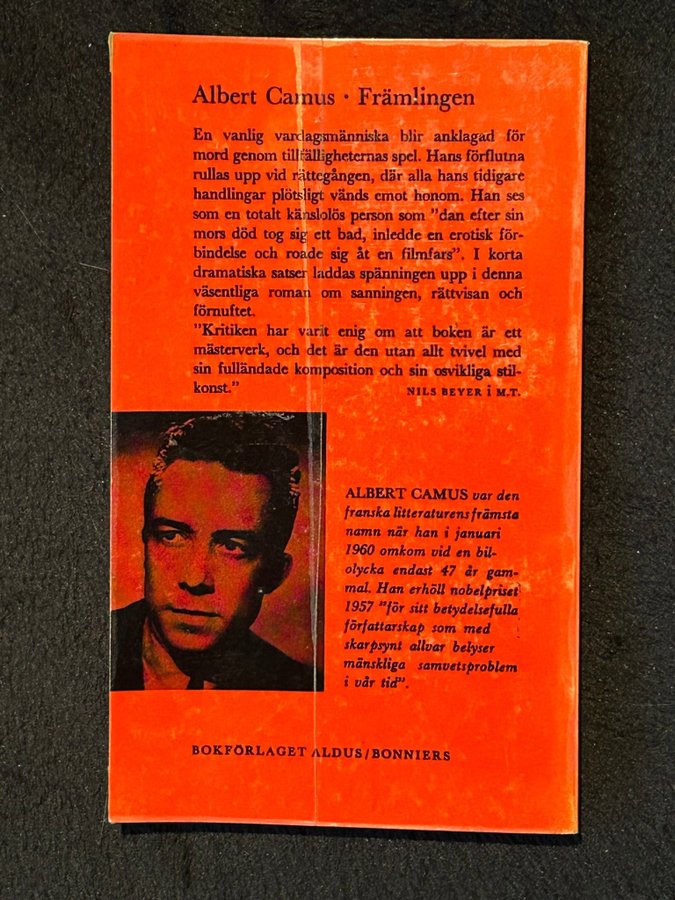 Albert Camus · Främlingen
En vanlig vardagsmänniska blir anklagad för
mord genom tillfälligheternas spel. Hans förflutna
rullas upp vid rättegången, där alla hans tidigare
handlingar plötsligt vänds emot honom. Han ses
som en totalt känslolös person som ”dan efter sin
mors död tog sig ett bad, inledde en erotisk för-
bindelse och roade sig åt en filmfars”. I korta
dramatiska satser laddas spänningen upp i denna
väsentliga roman om sanningen, rättvisan och
förnuftet.
”Kritiken har varit enig om att boken är ett
mästerverk, och det är den utan allt tvivel med
sin fulländade komposition och sin osvikliga stil-
konst.” NILS BEYER i M.T.
ALBERT CAMUS var den
franska litteraturens främsta
namn när han i januari
1960 omkom vid en bil-
olycka endast 47 år gam-
mal. Han erhöll nobelpriset
1957 ”för sitt betydelsefulla
författarskap som med
skarpsynt allvar belyser
mänskliga samvetsproblem
i vår tid”.
BOKFÖRLAGET ALDUS/BONNIERS